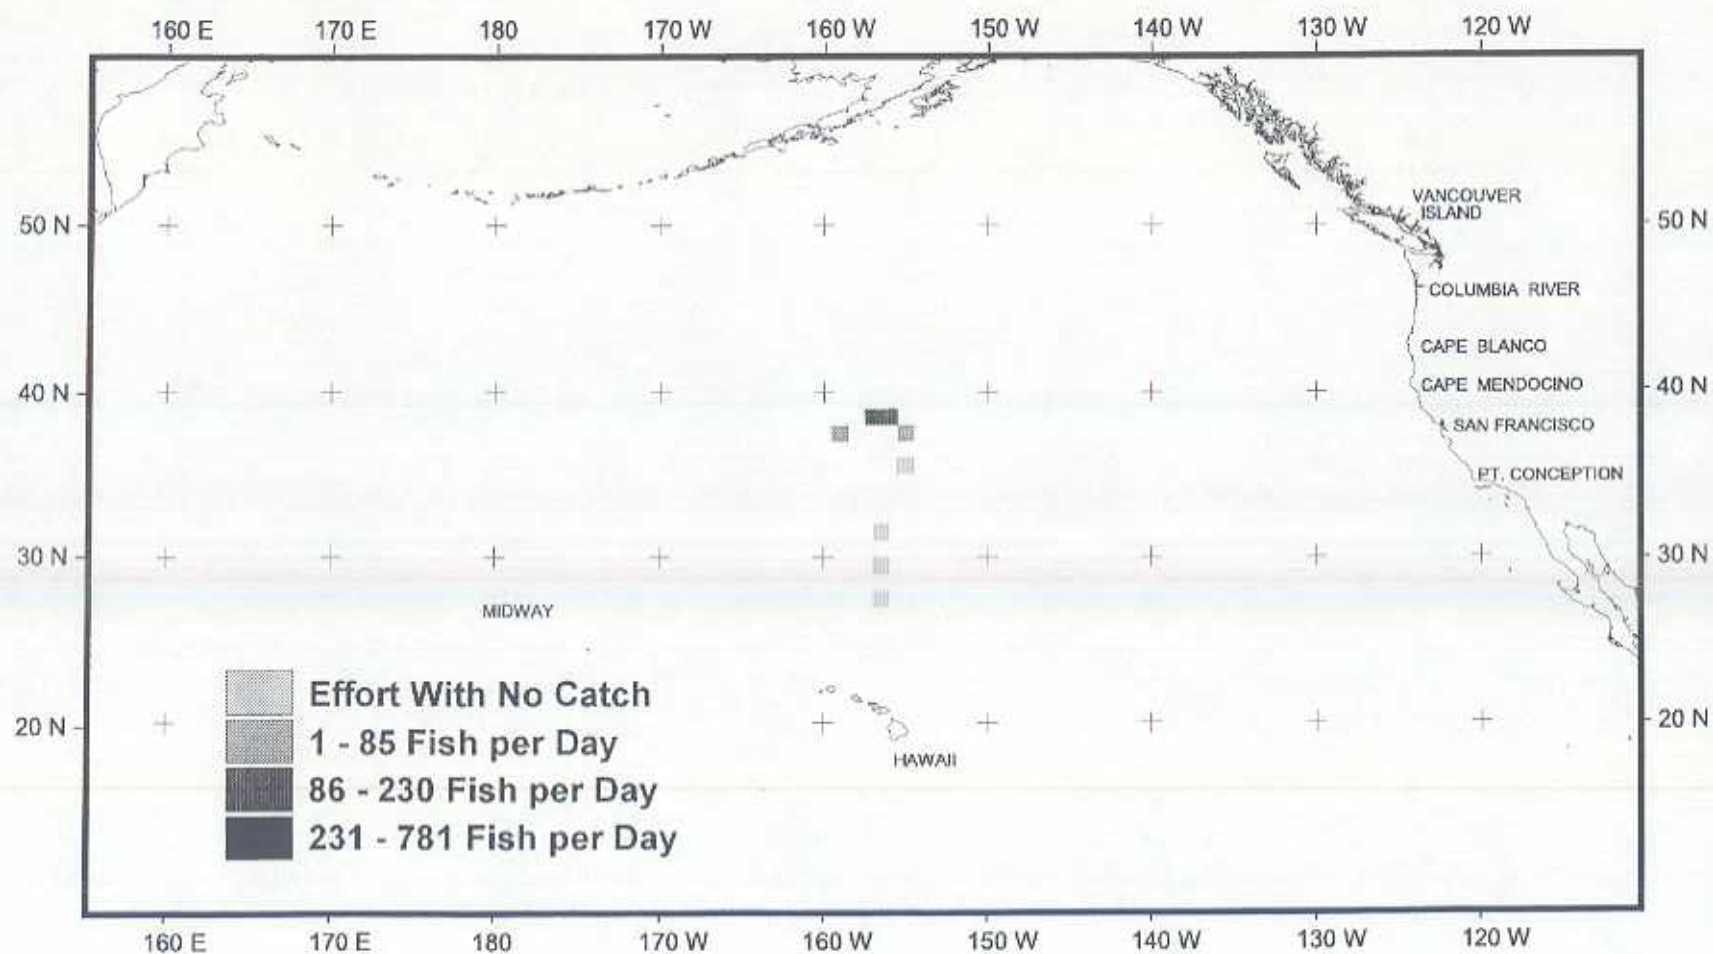 160 E 170 E 180 170 W 160 W 150 W 140 W 130 W 120 W
VANCOUVER
ISLAND
50 N 50 N
COLUMBIA RIVER
CAPE BLANCO
40 N CAPE MENDOCINO 40 N
SAN FRANCISCO
PT. CONCEPTION
30 N 30 N
MIDWAY
Effort With No Catch
20 N 20 N
1 - 85 Fish per Day
HAWAII
86 - 230 Fish per Day
231 - 781 Fish per Day
160 E 170 E 180 170 W 160 W 150 W 140 W 130 W 120 W